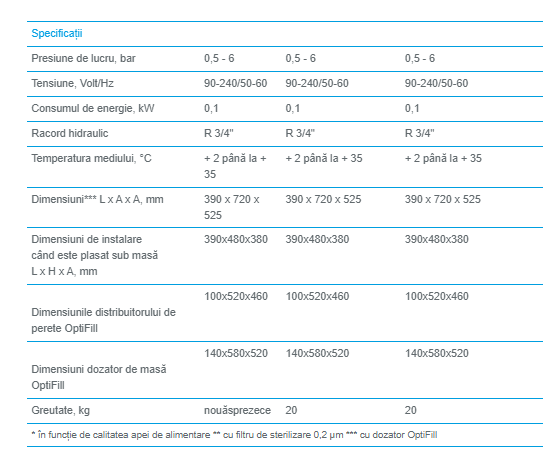 Specificații
Presiune de lucru, bar 0,5 - 6 0,5 - 6 0,5 - 6
Tensiune, Volt/Hz 90-240/50-60 90-240/50-60 90-240/50-60
Consumul de energie, kW 0,1 0,1 0,1
Racord hidraulic R 3/4" R 3/4" R 3/4"
Temperatura mediului, °C + 2 până la + + 2 până la + 35 + 2 până la + 35
35
Dimensiuni*** L x A x A, mm 390 x 720 x 390 x 720 x 525 390 x 720 x 525
525
Dimensiuni de instalare 390x480x380 390x480x380 390x480x380
când este plasat sub masă
L x H x A, mm
100x520x460 100x520x460 100x520x460
Dimensiunile distribuitorului de
perete OptiFill
140x580x520 140x580x520 140x580x520
Dimensiuni dozator de masă
OptiFill
Greutate, kg nouăsprezece 20 20
* în funcție de calitatea apei de alimentare ** cu filtru de sterilizare 0,2 μm *** cu dozator OptiFill